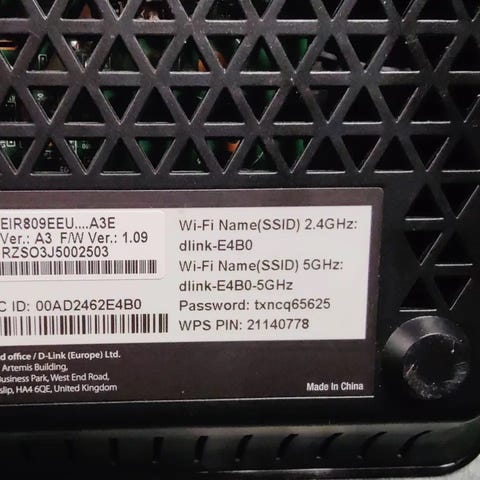 EIR809EEU....A3E
Ver.: A3 F/W Ver.: 1.09
RZSO3J5002503
C ID: 00AD2462E4B0
Wi-Fi Name(SSID) 2.4GHz:
dlink-E4B0
Wi-Fi Name(SSID) 5GHz:
dlink-E4B0-5GHz
Password: txncq65625
WPS PIN: 21140778
d office / D-Link (Europe) Ltd.
Artemis Building,
Business Park, West End Road,
slip, HA4 6QE, United Kingdom
Made In China